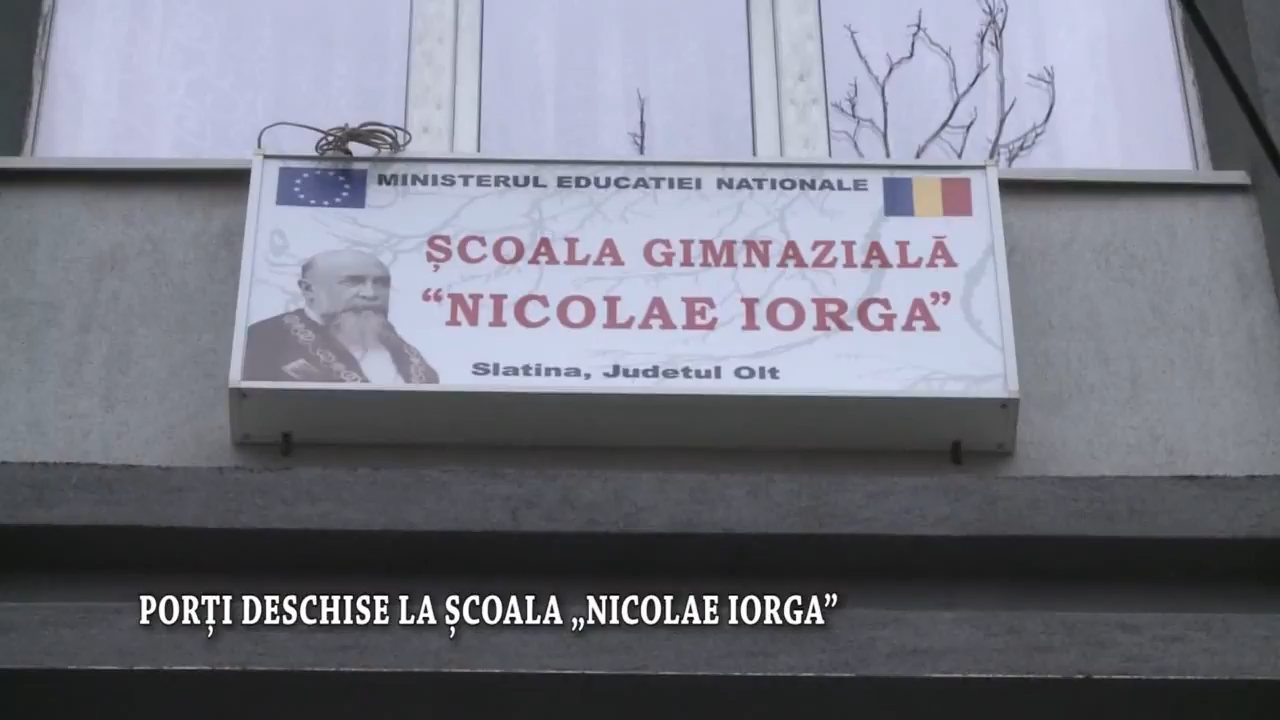 MINISTERUL EDUCATIEI NATIONALE
ȘCOALA GIMNAZIALĂ
“NICOLAE IORGA”
Slatina, Judetul Olt
PORȚI DESCHISE LA ȘCOALA „NICOLAE IORGA”